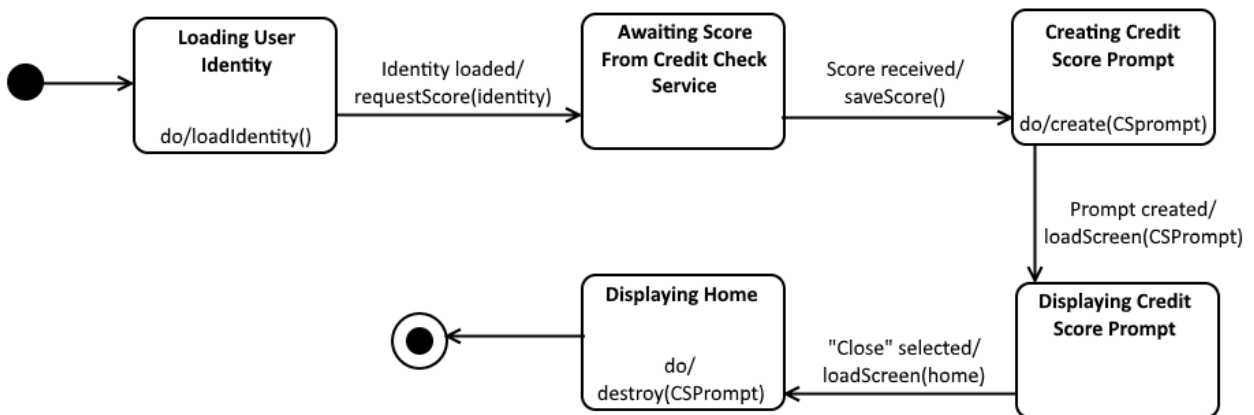 Loading User
Identity
do/loadIdentity()
Identity loaded/
requestScore(identity)
Awaiting Score
From Credit Check
Service
Score received/
saveScore()
Creating Credit
Score Prompt
do/create(CSprompt)
Prompt created/
loadScreen(CSPrompt)
Displaying Credit
Score Prompt
"Close" selected/
loadScreen(home)
Displaying Home
do/
destroy(CSPrompt)